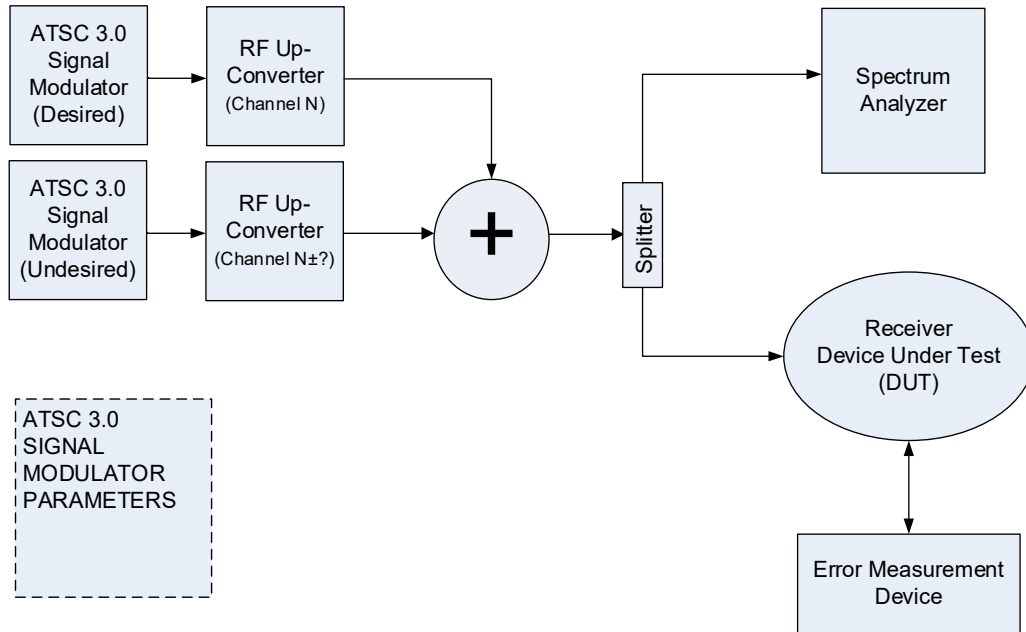 ATSC 3.0
Signal
Modulator
(Desired)
RF Up-
Converter
(Channel N)
Spectrum
Analyzer
ATSC 3.0
Signal
Modulator
(Undesired)
RF Up-
Converter
(Channel N±?)
+
Splitter
Receiver
Device Under Test
(DUT)
ATSC 3.0
SIGNAL
MODULATOR
PARAMETERS
Error Measurement
Device